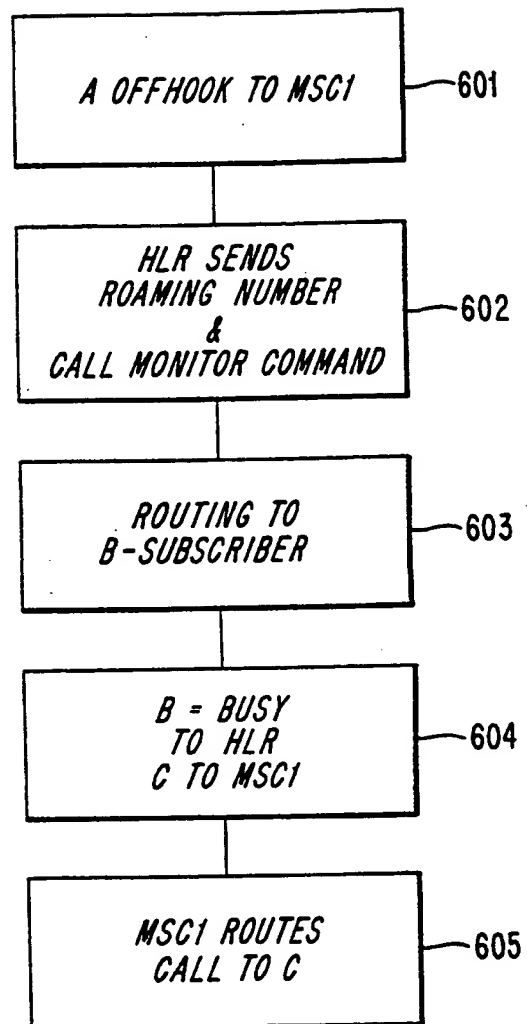 A OFFHOOK TO MSC1
601
HLR SENDS
ROAMING NUMBER
&
CALL MONITOR COMMAND
602
ROUTING TO
B-SUBSCRIBER
603
B = BUSY
TO HLR
C TO MSC1
604
MSC1 ROUTES
CALL TO C
605